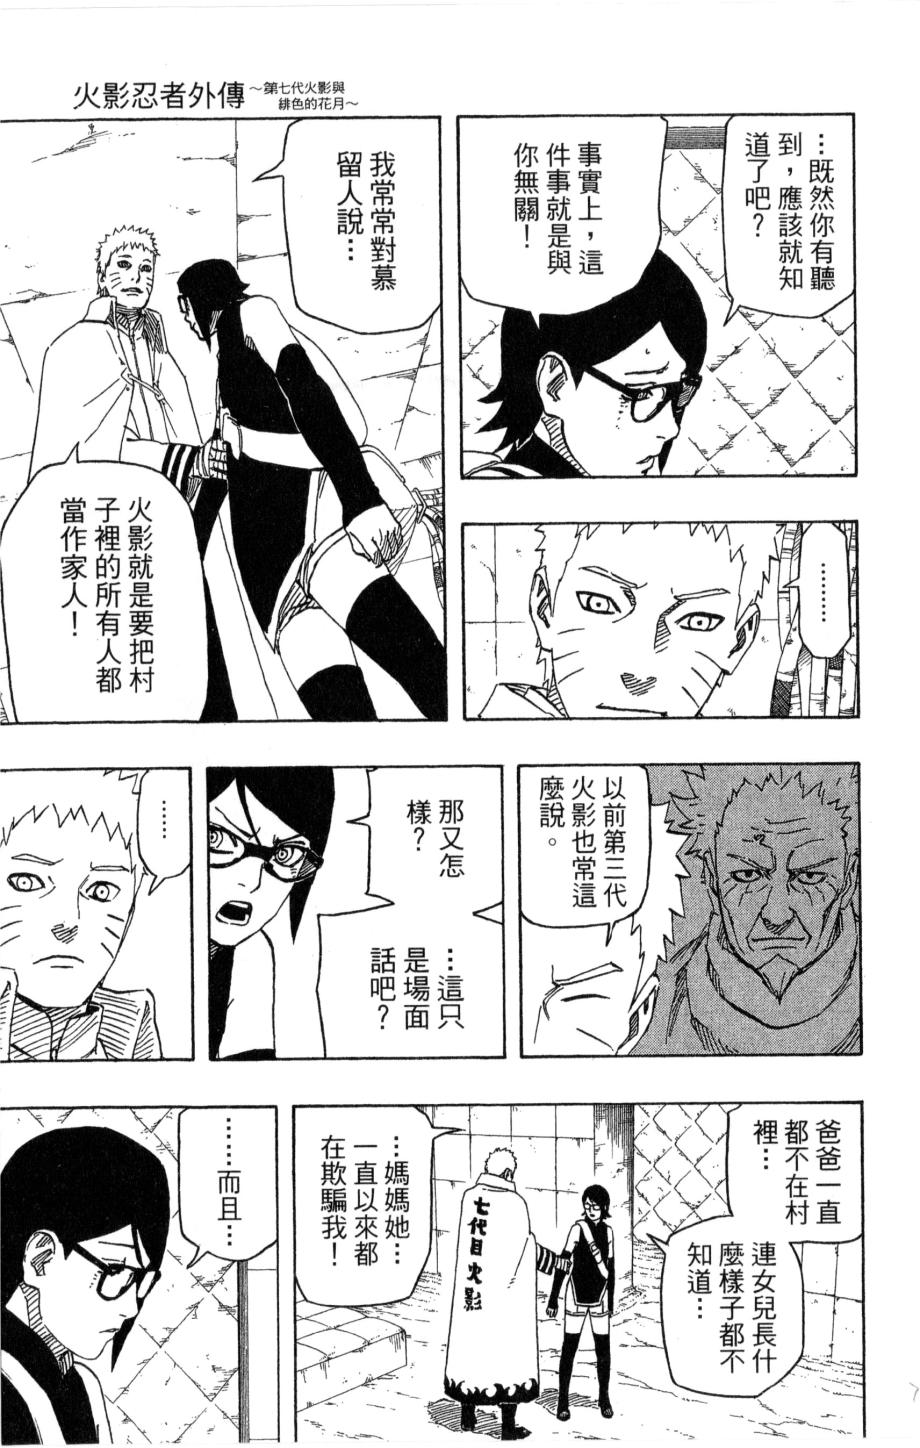 火影忍者外傳
～第七代火影與
緋色的花月～
…既然你有聽
到，應該就知
道了吧？
事實上，這
件事就是與
你無關！
………
我常常對慕
留人說…
火影就是要把村
子裡的所有人都
當作家人！
以前第三代
火影也常這
麼說。
那又怎
樣？
…這只
是場面
話吧？
……
爸爸一直
都不在村
裡…
連女兒長什
麼樣子都不
知道…
…媽媽她…
一直以來都
在欺騙我！
七代目火影
……而且…